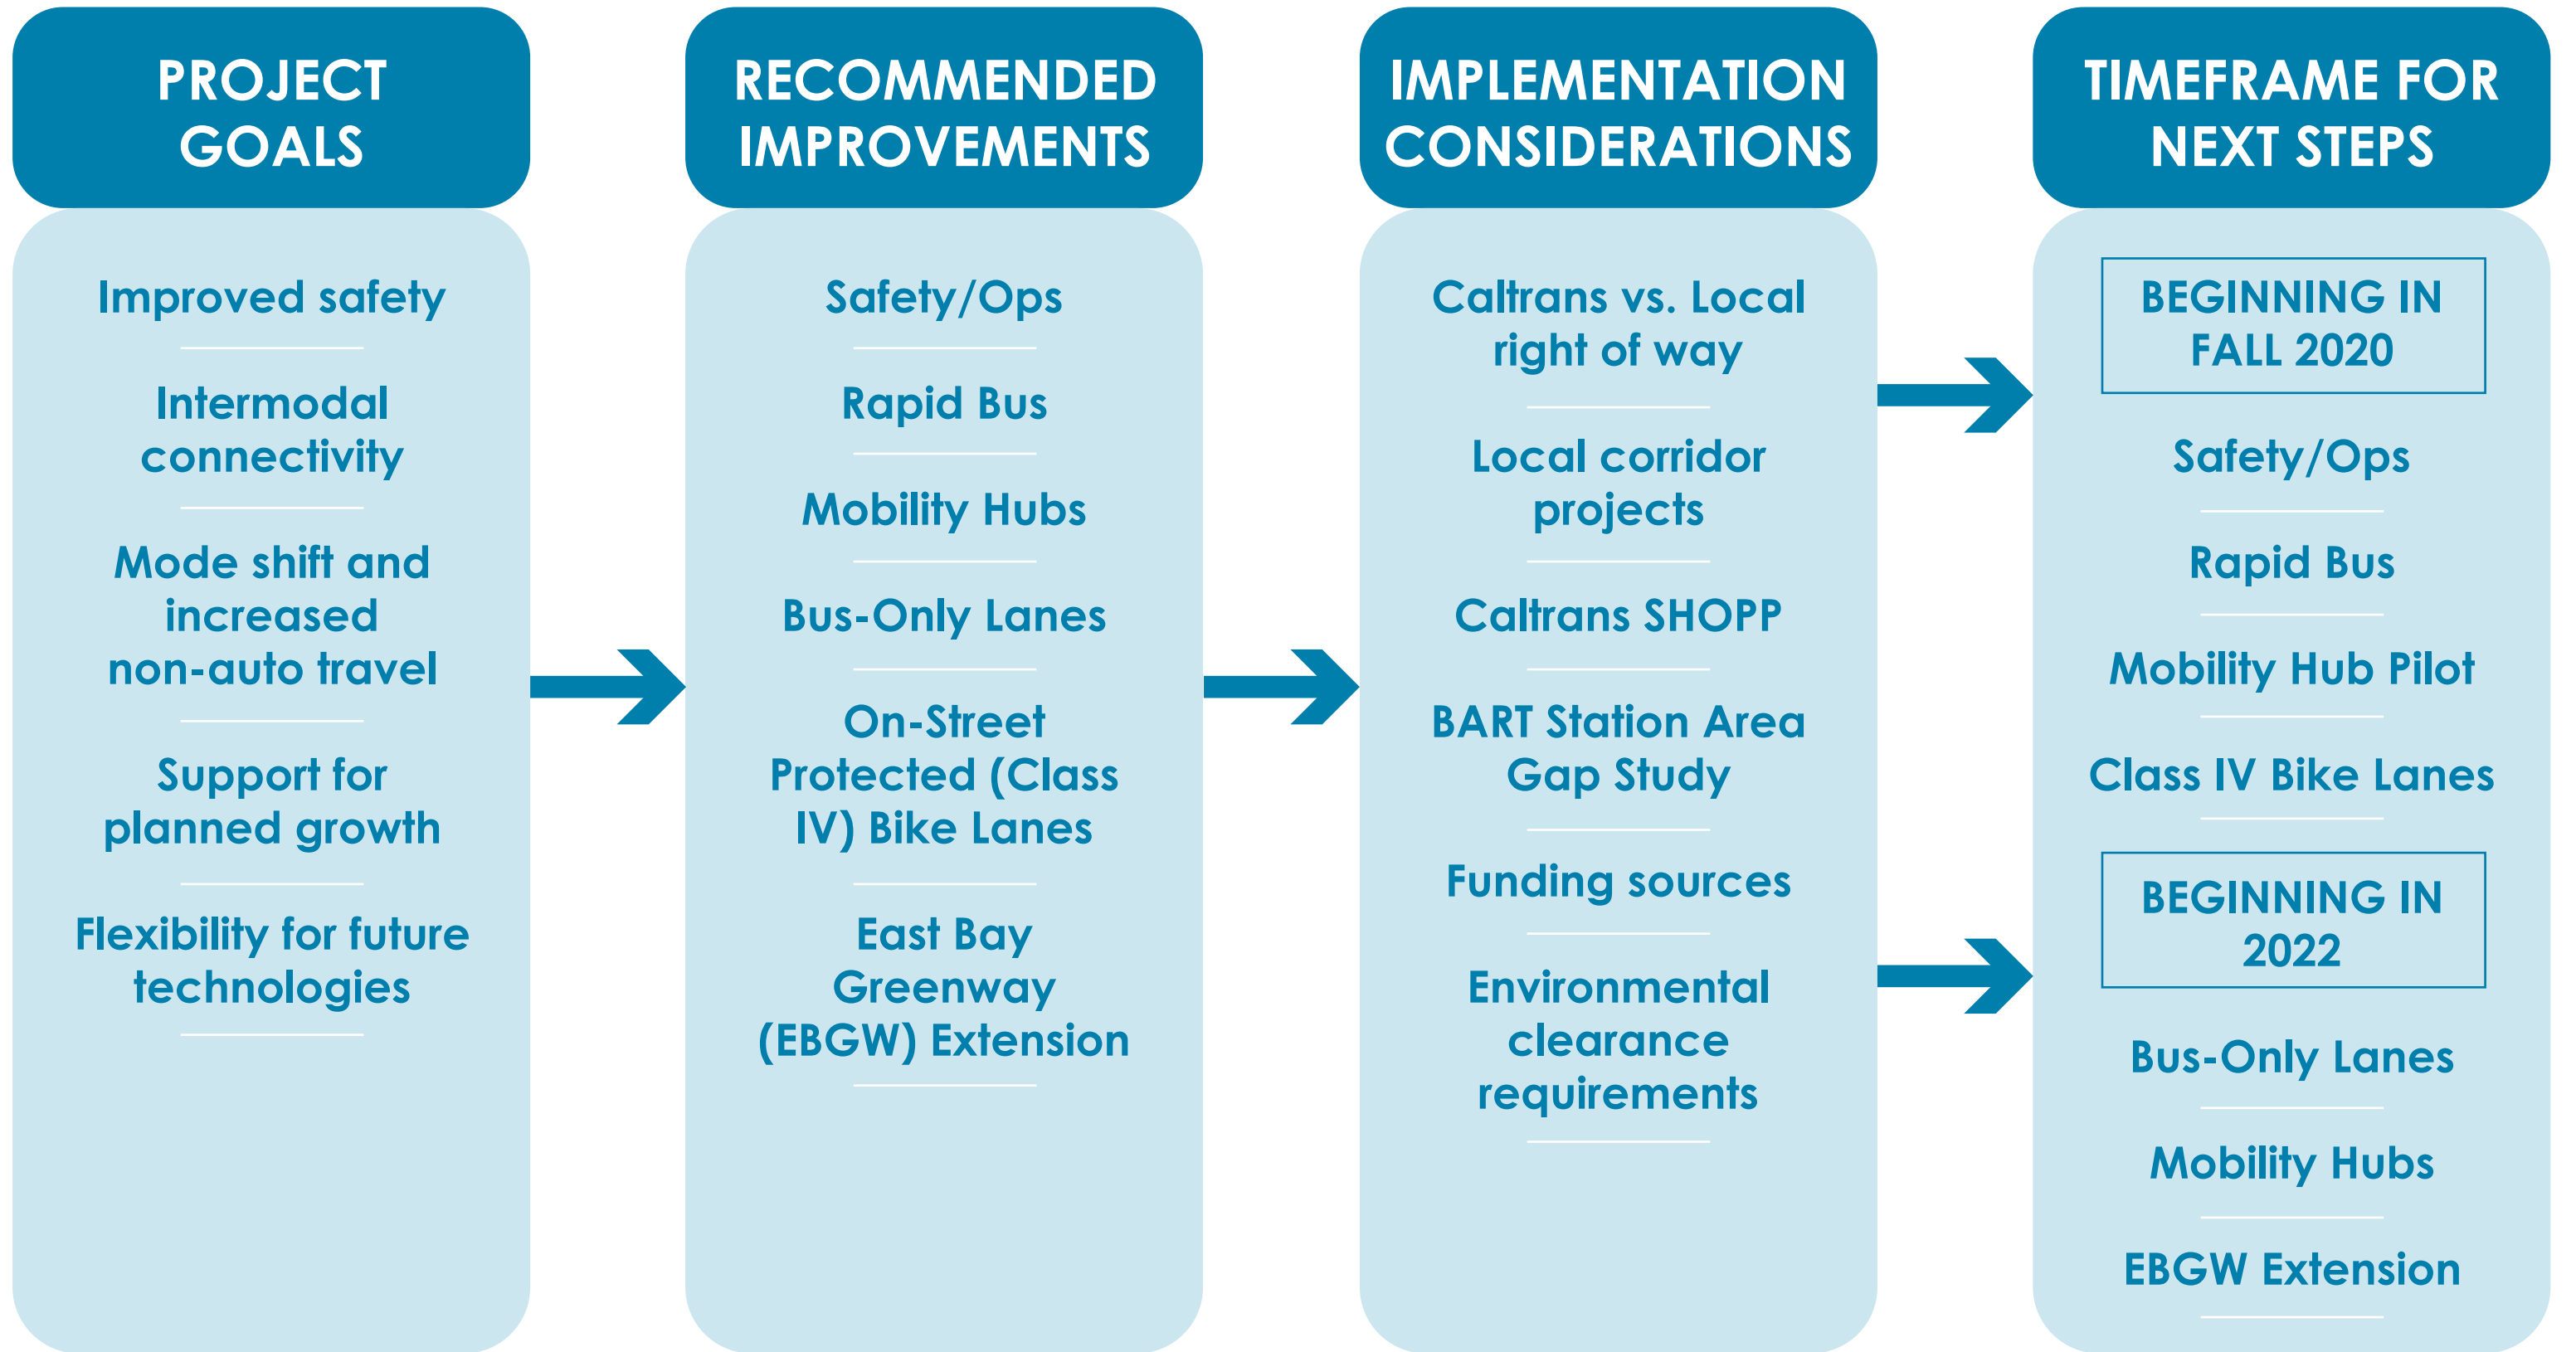 PROJECT
GOALS
Improved safety
Intermodal
connectivity
Mode shift and
increased
non-auto travel
Support for
planned growth
Flexibility for future
technologies
RECOMMENDED
IMPROVEMENTS
Safety/Ops
Rapid Bus
Mobility Hubs
Bus-Only Lanes
On-Street
Protected (Class
IV) Bike Lanes
East Bay
Greenway
(EBGW) Extension
IMPLEMENTATION
CONSIDERATIONS
Caltrans vs. Local
right of way
Local corridor
projects
Caltrans SHOPP
BART Station Area
Gap Study
Funding sources
Environmental
clearance
requirements
TIMEFRAME FOR
NEXT STEPS
BEGINNING IN
FALL 2020
Safety/Ops
Rapid Bus
Mobility Hub Pilot
Class IV Bike Lanes
BEGINNING IN
2022
Bus-Only Lanes
Mobility Hubs
EBGW Extension